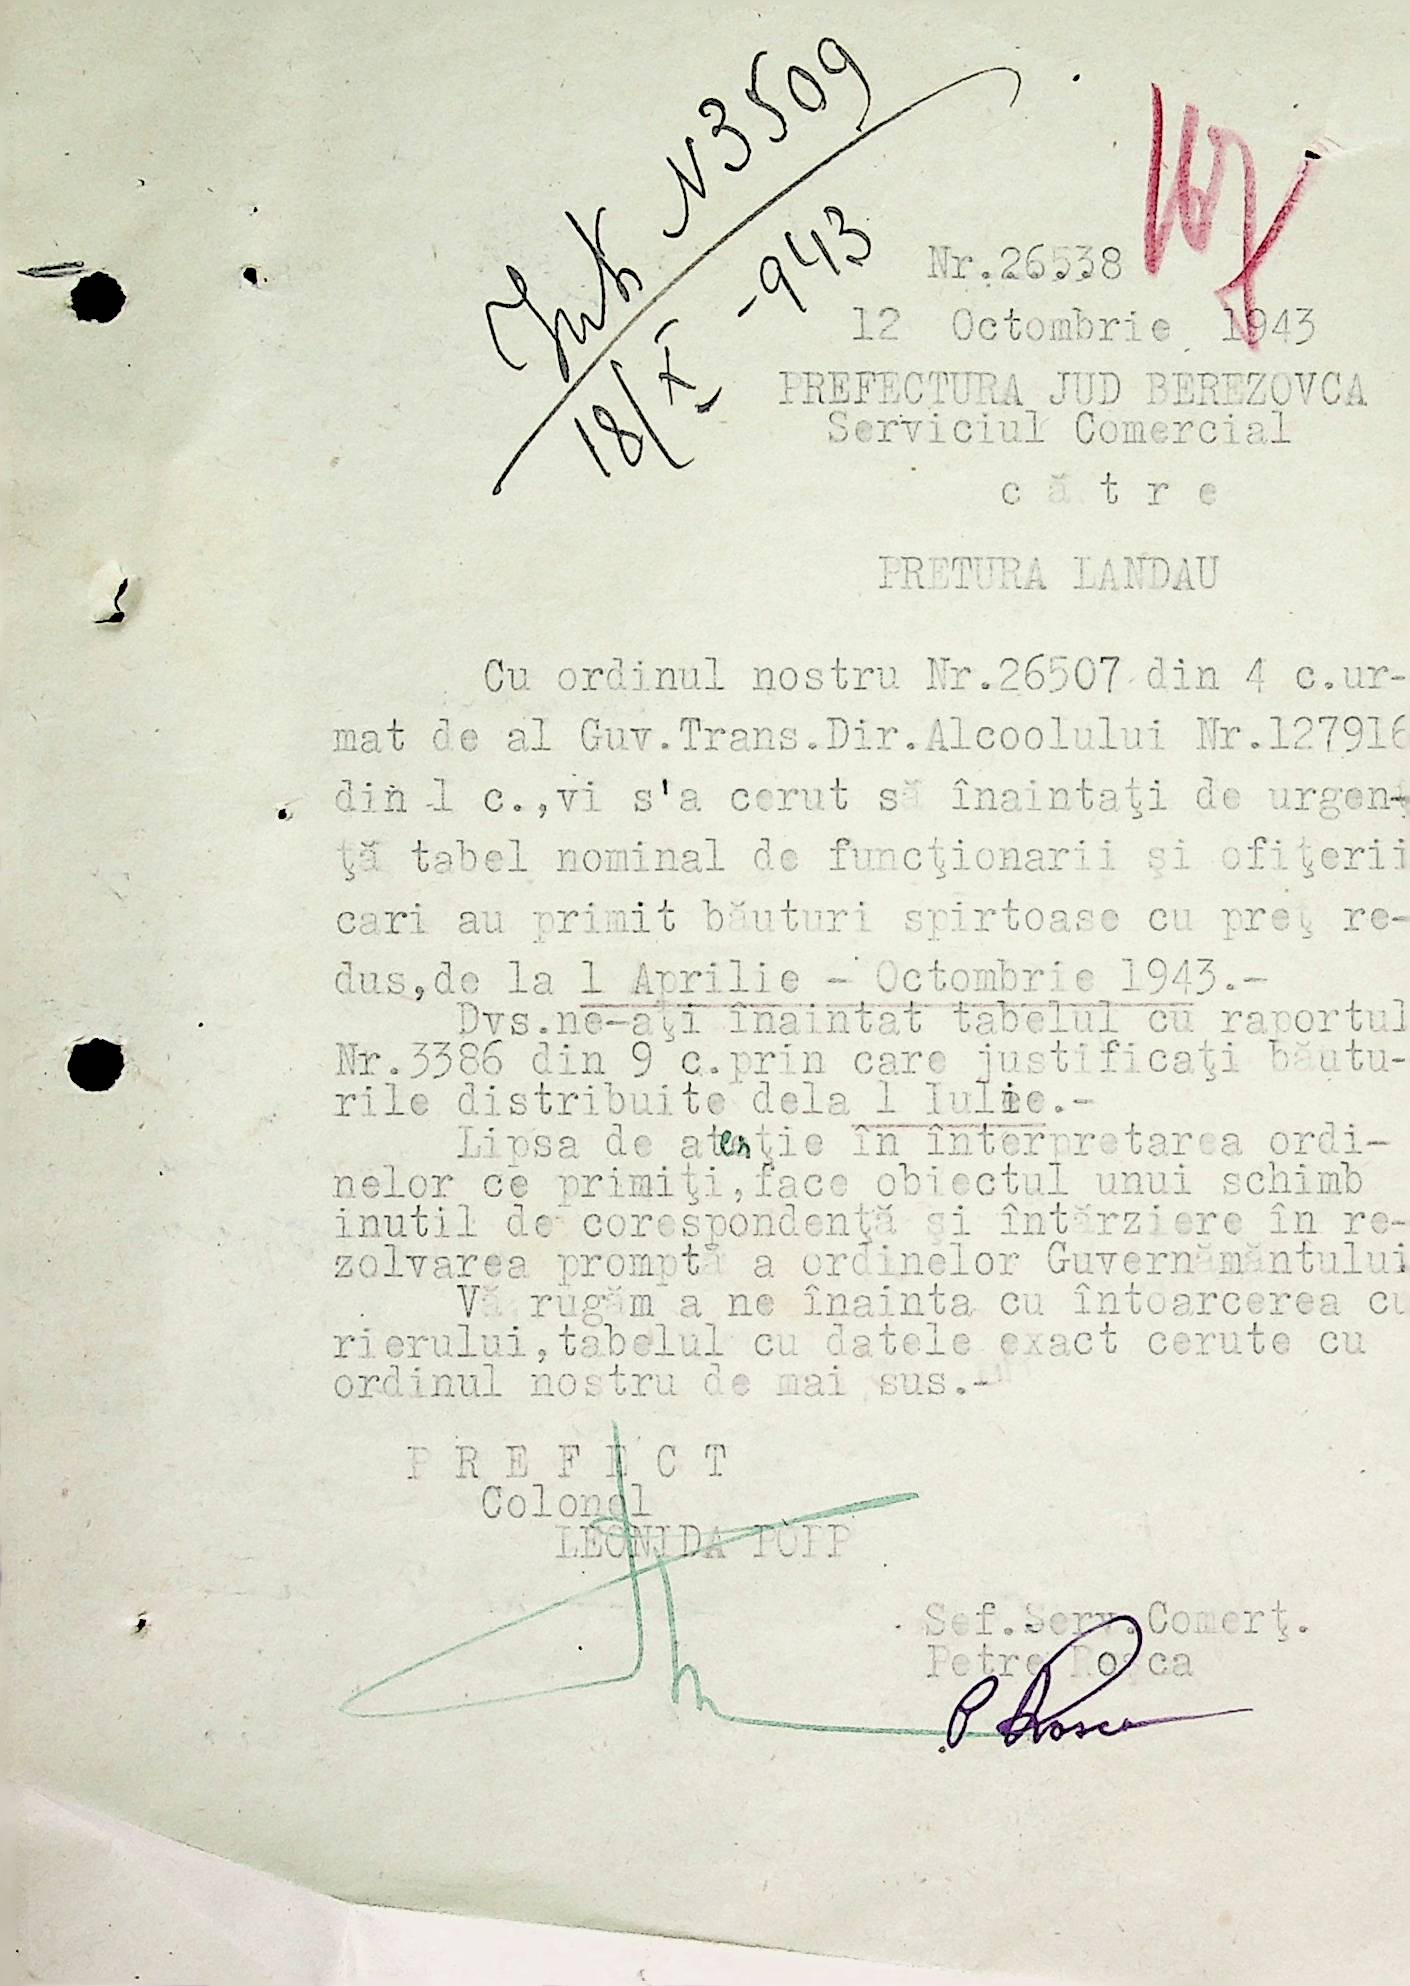 Intr N 3509
18/X -943
Nr.26538
12 Octombrie 1943
PREFECTURA JUD BEREZOVCA
Serviciul Comercial
c ă t r e
PRETURA LANDAU
Cu ordinul nostru Nr.26507 din 4 c.ur-
mat de al Guv.Trans.Dir.Alcoolului Nr.127916
din 1 c.,vi s'a cerut să înaintaţi de urgen-
ţă tabel nominal de funcţionarii şi ofiţerii
cari au primit băuturi spirtoase cu preţ re-
dus,de la 1 Aprilie - Octombrie 1943.-
Dvs.ne-aţi înaintat tabelul cu raportul
Nr.3386 din 9 c.prin care justificaţi băutu-
rile distribuite dela 1 Iulie.-
Lipsa de atenţie în interpretarea ordi-
nelor ce primiţi,face obiectul unui schimb
inutil de corespondenţă şi întărziere în re-
zolvarea promptă a ordinelor Guvernămăntului
Vă rugăm a ne înainta cu întoarcerea cu
rierului,tabelul cu datele exact cerute cu
ordinul nostru de mai sus.-
P R E F E C T
Colonel
LEONIDA POPP
Sef.Serv.Comerţ.
Petre Roşca
P Rosca